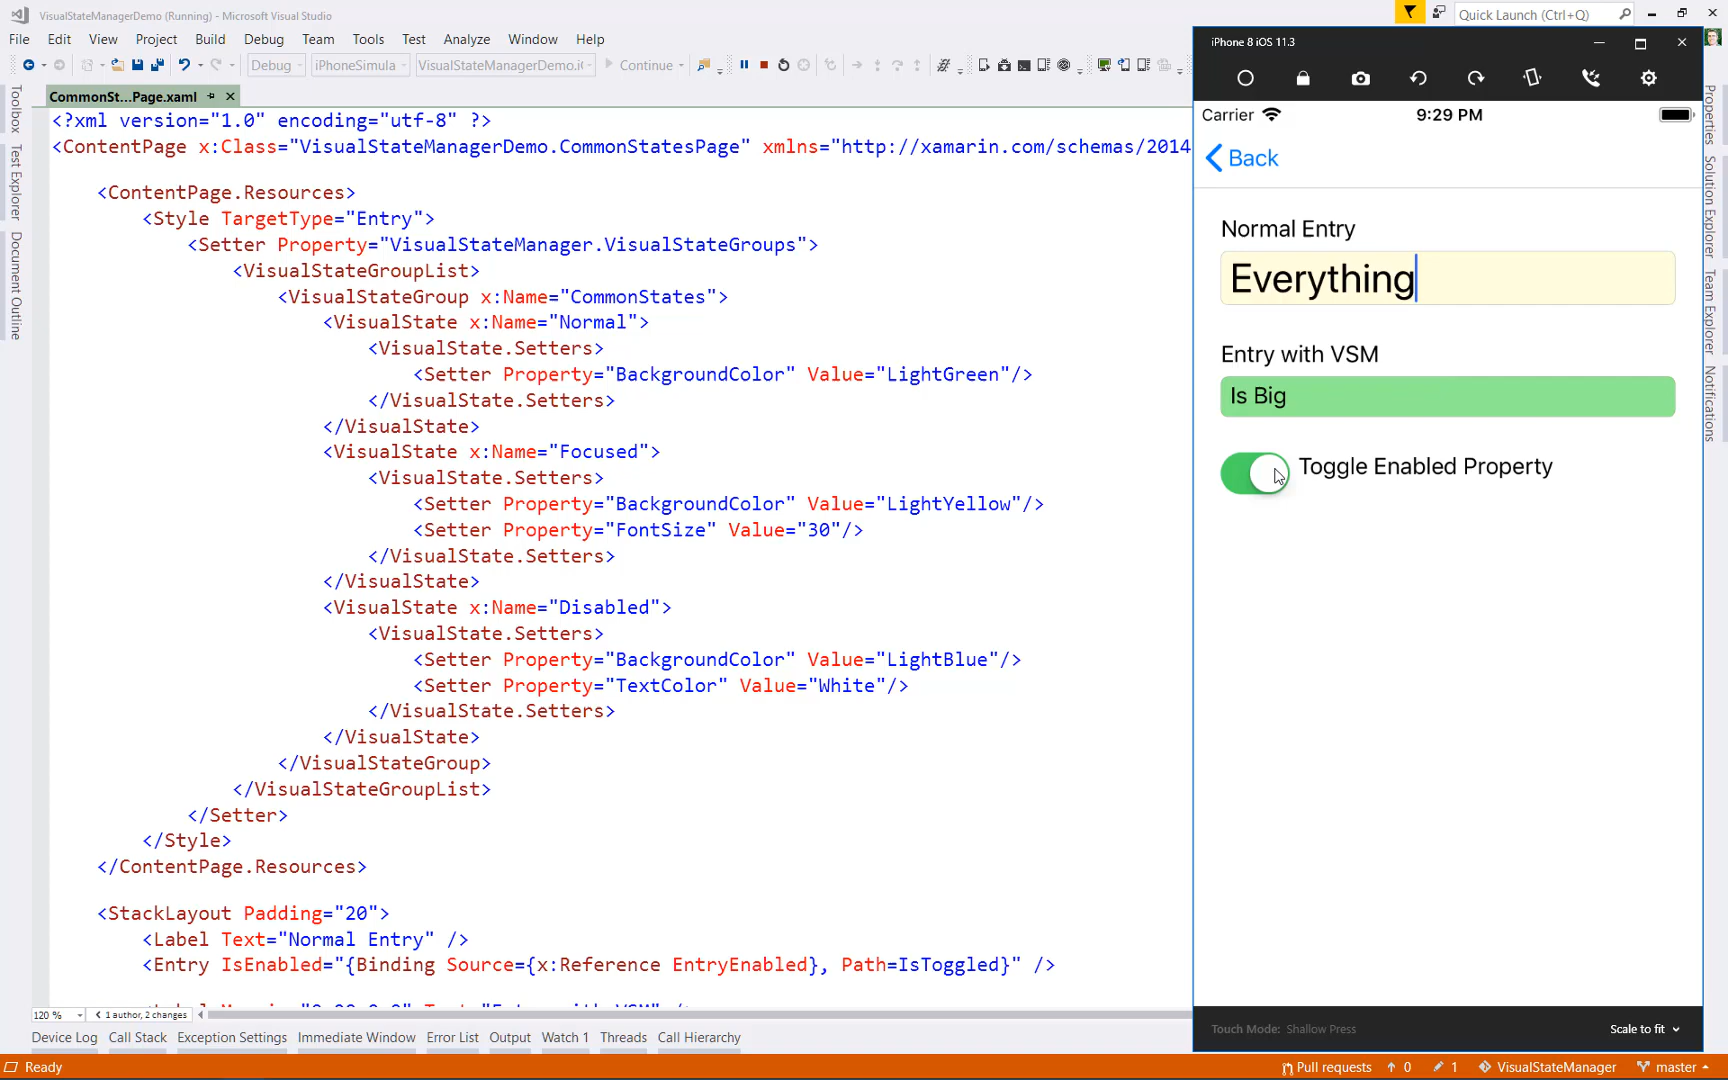 VisualStateManagerDemo (Running) - Microsoft Visual Studio
Quick Launch (Ctrl+Q)
File Edit View Project Build Debug Team Tools Test Analyze Window Help
Debug iPhoneSimula VisualStateManagerDemo.i Continue
CommonSt...Page.xaml
Toolbox
Test Explorer
Document Outline
<?xml version="1.0" encoding="utf-8" ?>
<ContentPage x:Class="VisualStateManagerDemo.CommonStatesPage" xmlns="http://xamarin.com/schemas/2014
<ContentPage.Resources>
<Style TargetType="Entry">
<Setter Property="VisualStateManager.VisualStateGroups">
<VisualStateGroupList>
<VisualStateGroup x:Name="CommonStates">
<VisualState x:Name="Normal">
<VisualState.Setters>
<Setter Property="BackgroundColor" Value="LightGreen"/>
</VisualState.Setters>
</VisualState>
<VisualState x:Name="Focused">
<VisualState.Setters>
<Setter Property="BackgroundColor" Value="LightYellow"/>
<Setter Property="FontSize" Value="30"/>
</VisualState.Setters>
</VisualState>
<VisualState x:Name="Disabled">
<VisualState.Setters>
<Setter Property="BackgroundColor" Value="LightBlue"/>
<Setter Property="TextColor" Value="White"/>
</VisualState.Setters>
</VisualState>
</VisualStateGroup>
</VisualStateGroupList>
</Setter>
</Style>
</ContentPage.Resources>
<StackLayout Padding="20">
<Label Text="Normal Entry" />
<Entry IsEnabled="{Binding Source={x:Reference EntryEnabled}, Path=IsToggled}" />
iPhone 8 iOS 11.3
Carrier 9:29 PM
Back
Normal Entry
Everything
Entry with VSM
Is Big
Toggle Enabled Property
Touch Mode: Shallow Press Scale to fit
Properties
Solution Explorer
Team Explorer
Notifications
120 % 1 author, 2 changes
Device Log Call Stack Exception Settings Immediate Window Error List Output Watch 1 Threads Call Hierarchy
Ready Pull requests 0 1 VisualStateManager master